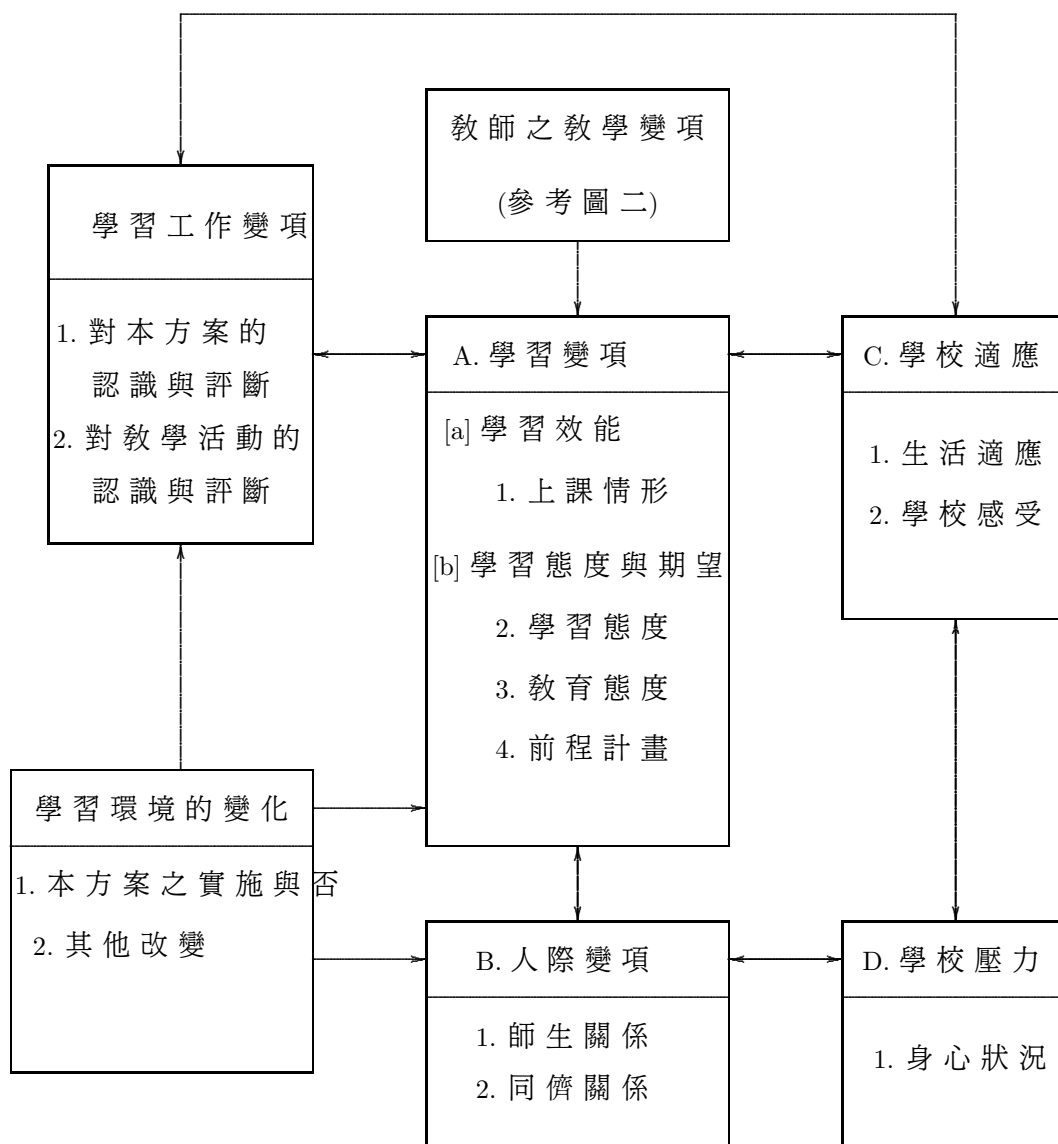 教師之教學變項
(參考圖二)
學習工作變項
1. 對本方案的
認識與評斷
2. 對教學活動的
認識與評斷
A. 學習變項
[a] 學習效能
1. 上課情形
[b] 學習態度與期望
2. 學習態度
3. 教育態度
4. 前程計畫
C. 學校適應
1. 生活適應
2. 學校感受
學習環境的變化
1. 本方案之實施與否
2. 其他改變
B. 人際變項
1. 師生關係
2. 同儕關係
D. 學校壓力
1. 身心狀況